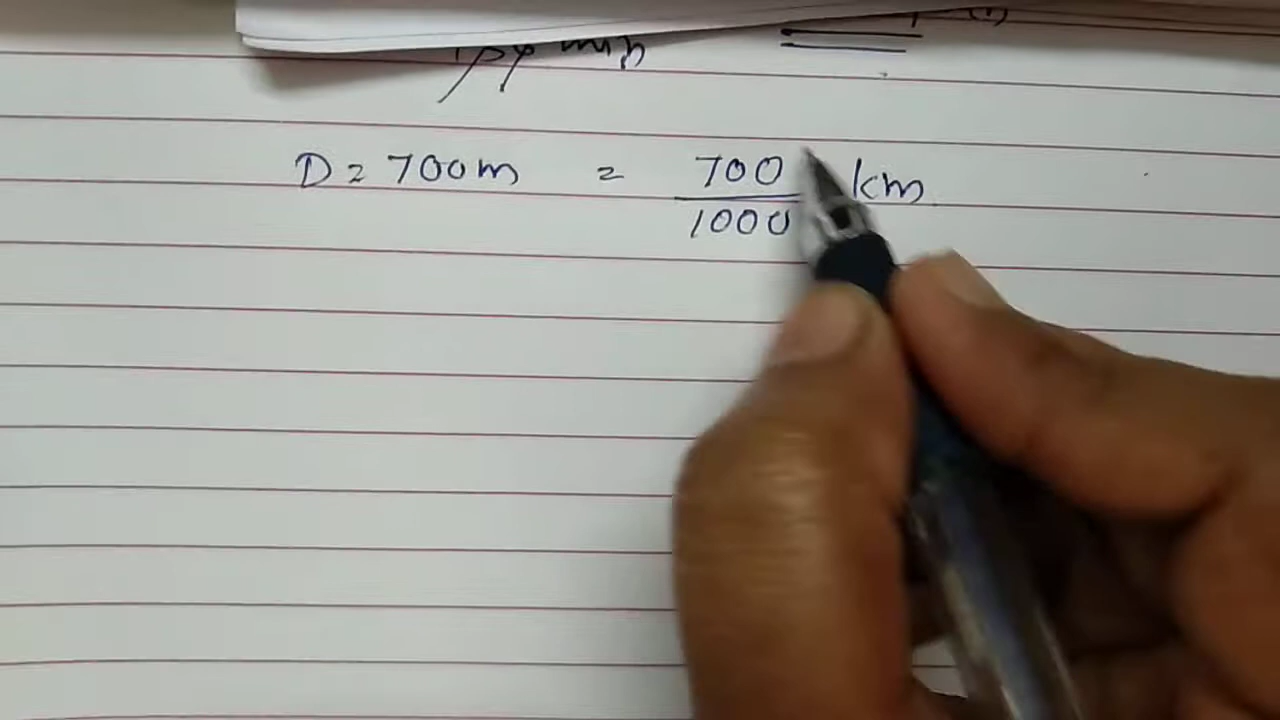 D = 700m = 700/1000 km